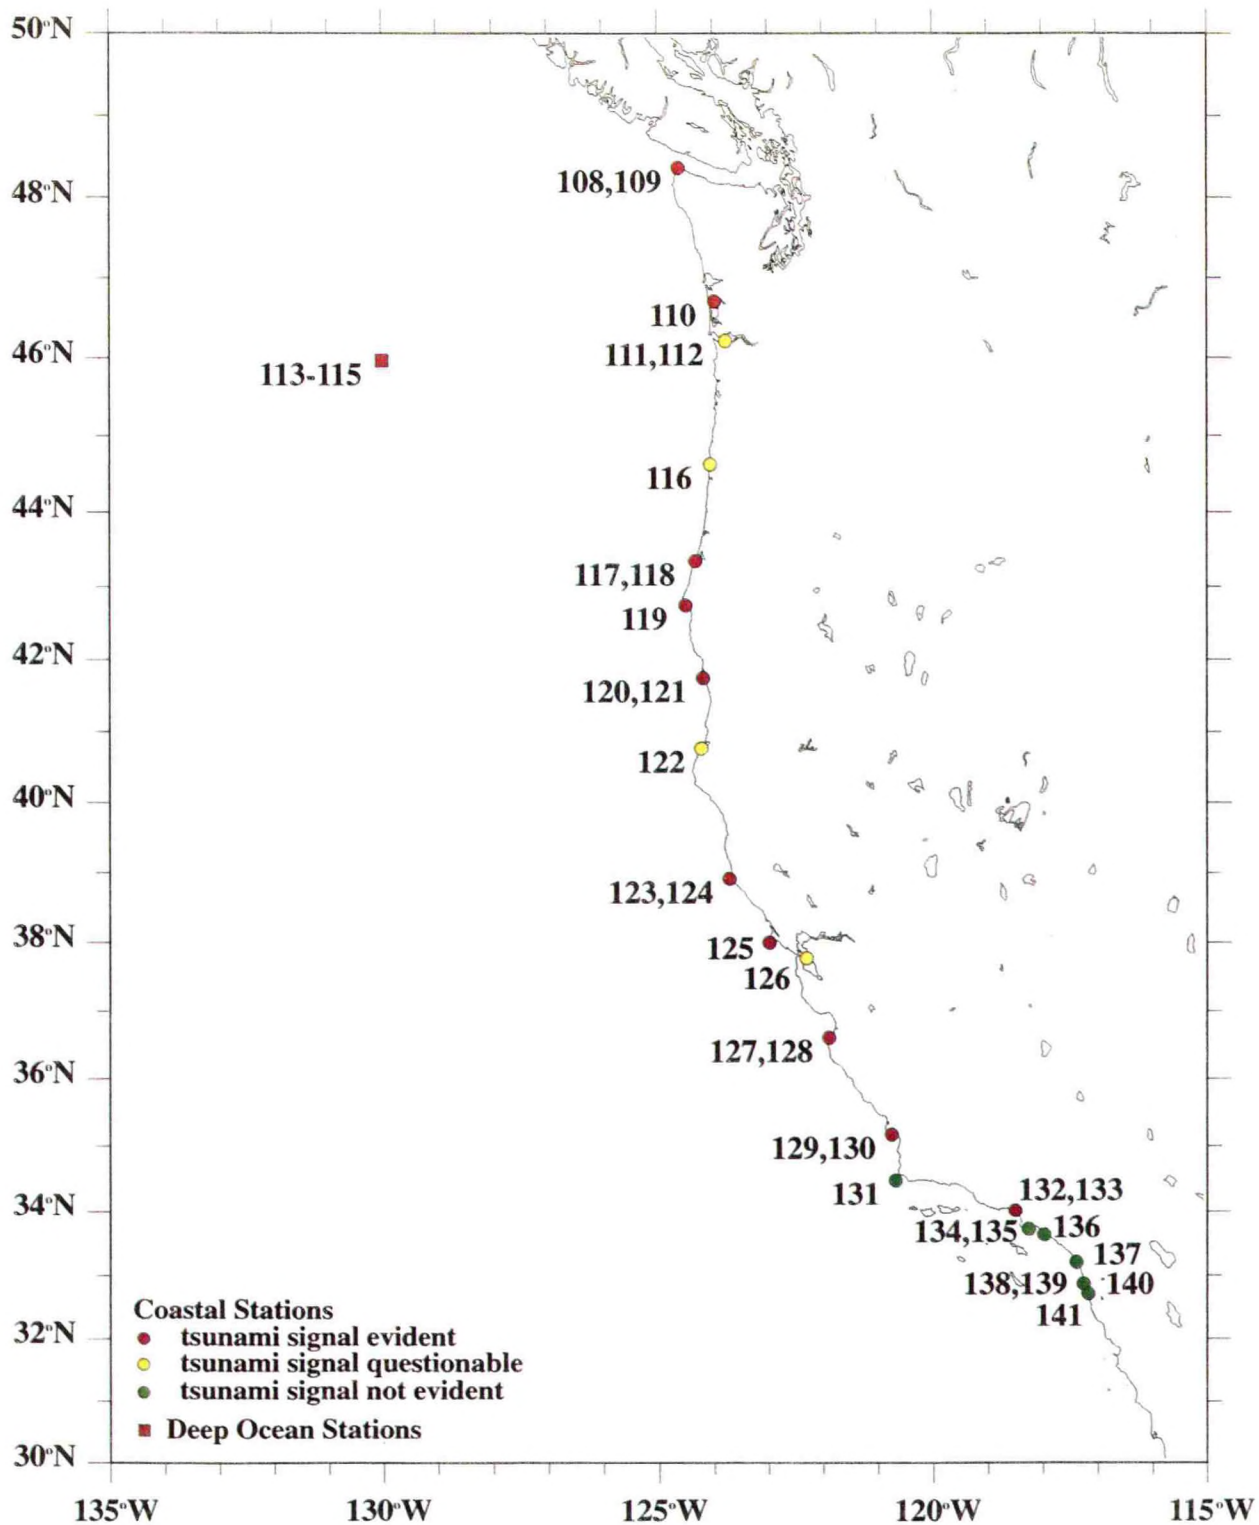 50°N
48°N
108,109
110
46°N
111,112
113-115
116
44°N
117,118
119
42°N
120,121
122
40°N
123,124
38°N
125
126
127,128
36°N
129,130
131
34°N
132,133
134,135
136
137
138,139
140
141
Coastal Stations
tsunami signal evident
tsunami signal questionable
tsunami signal not evident
Deep Ocean Stations
32°N
30°N
135°W
130°W
125°W
120°W
115°W